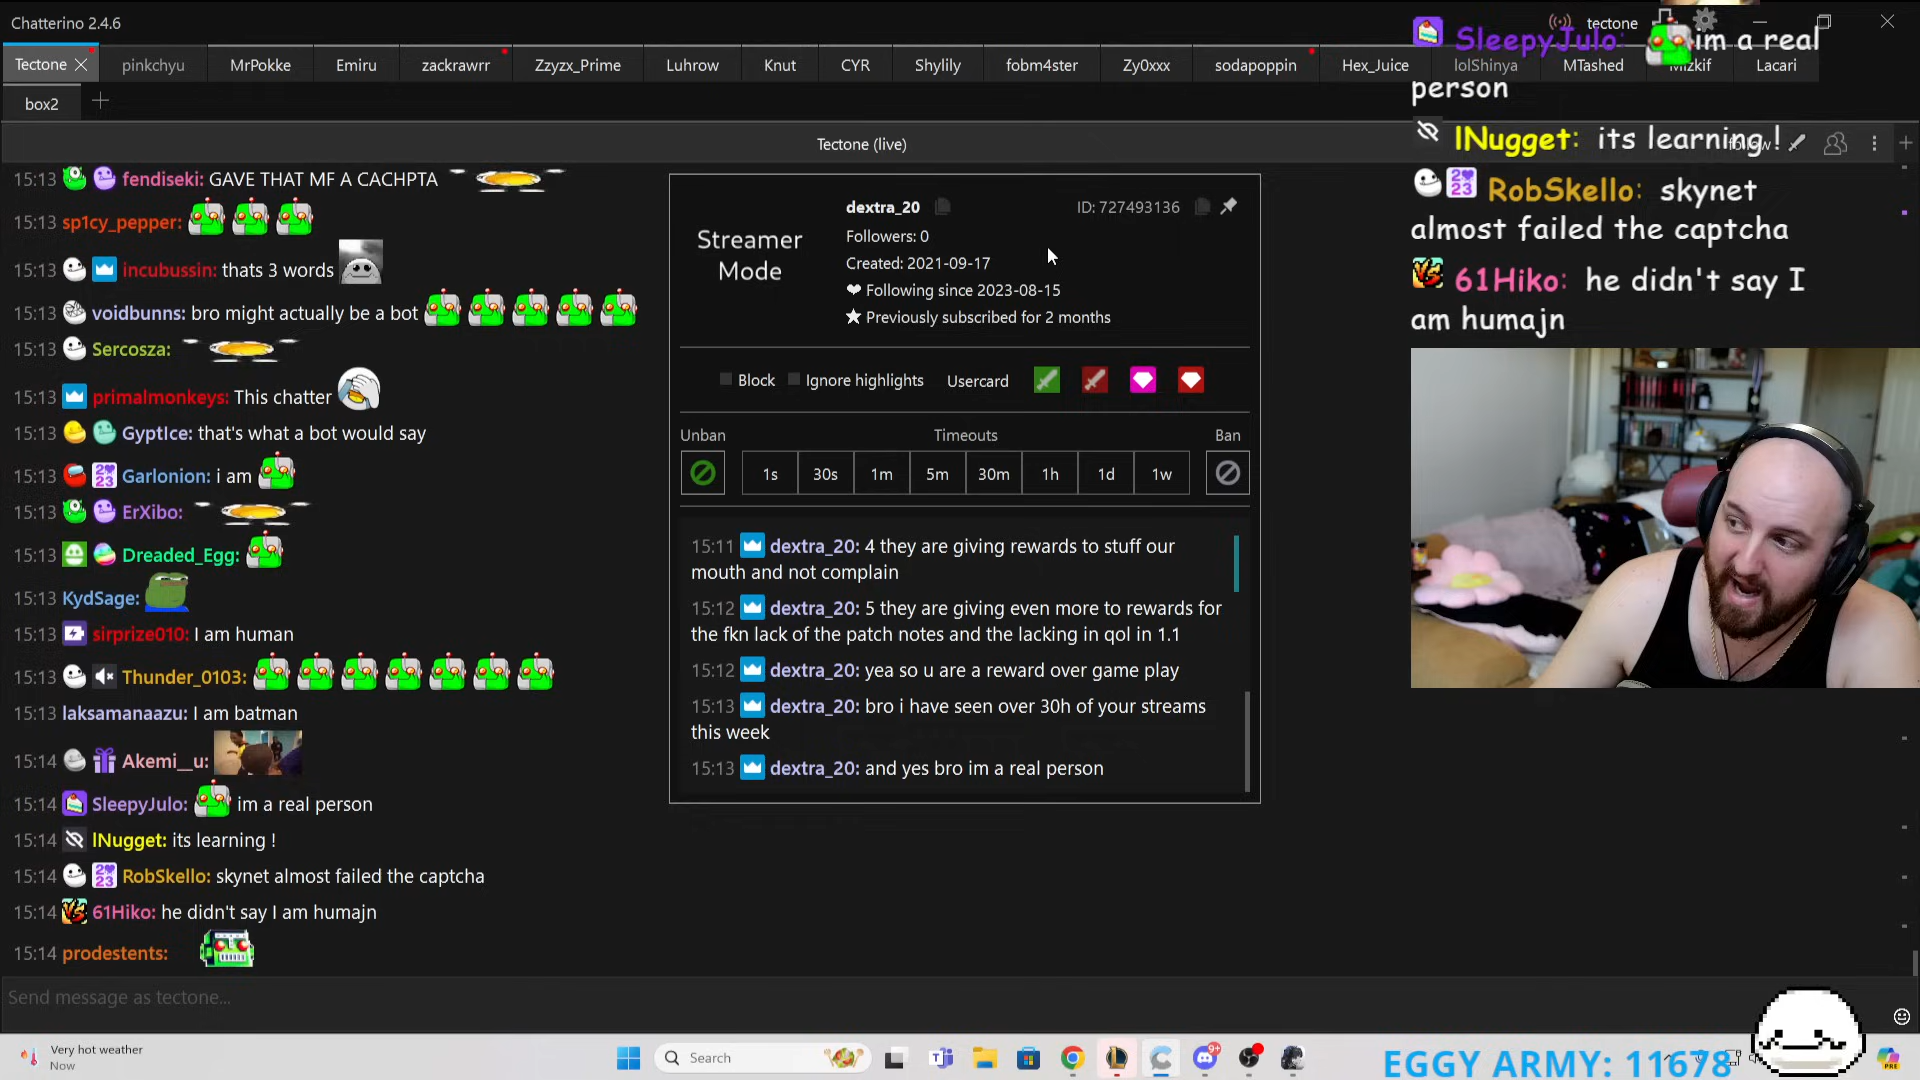 Chatterino 2.4.6
tectone
Tectone
pinkchyu
MrPokke
Emiru
zackrawrr
Zzyzx_Prime
Luhrow
Knut
CYR
Shylily
fobm4ster
Zy0xxx
sodapoppin
Hex_Juice
lolShinya
MTashed
Mizkif
Lacari
box2
Tectone (live)
15:13 fendiseki: GAVE THAT MF A CACHPTA
15:13 sp1cy_pepper:
15:13 incubussin: thats 3 words
15:13 voidbunns: bro might actually be a bot
15:13 Sercosza:
15:13 primalmonkeys: This chatter
15:13 GyptIce: that's what a bot would say
15:13 Garlonion: i am
15:13 ErXibo:
15:13 Dreaded_Egg:
15:13 KydSage:
15:13 sirprize010: I am human
15:13 Thunder_0103:
15:13 laksamanaazu: I am batman
15:14 Akemi__u:
15:14 SleepyJulo: im a real person
15:14 lNugget: its learning !
15:14 RobSkello: skynet almost failed the captcha
15:14 61Hiko: he didn't say I am humajn
15:14 prodestents:
Send message as tectone...
Streamer
Mode
dextra_20
ID: 727493136
Followers: 0
Created: 2021-09-17
❤ Following since 2023-08-15
★ Previously subscribed for 2 months
Block
Ignore highlights
Usercard
Unban
Timeouts
Ban
1s
30s
1m
5m
30m
1h
1d
1w
15:11 dextra_20: 4 they are giving rewards to stuff our
mouth and not complain
15:12 dextra_20: 5 they are giving even more to rewards for
the fkn lack of the patch notes and the lacking in qol in 1.1
15:12 dextra_20: yea so u are a reward over game play
15:13 dextra_20: bro i have seen over 30h of your streams
this week
15:13 dextra_20: and yes bro im a real person
SleepyJulo: im a real
person
lNugget: its learning !
RobSkello: skynet
almost failed the captcha
61Hiko: he didn't say I
am humajn
Very hot weather
Now
Search
9+
EGGY ARMY: 11678
PRE